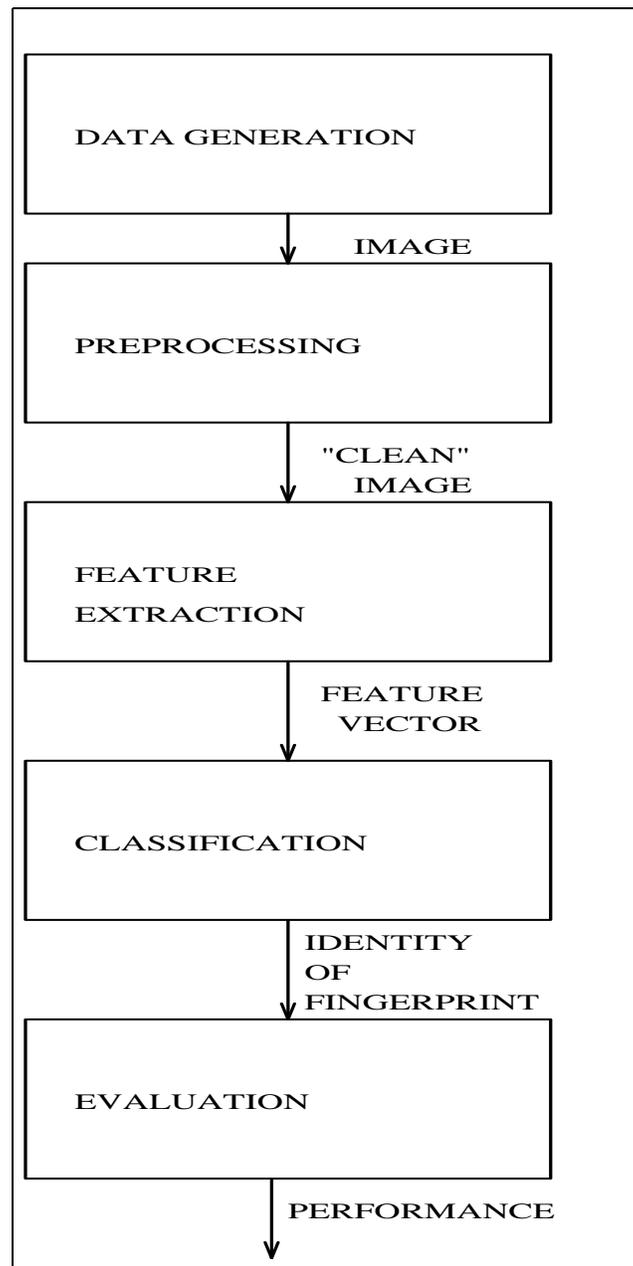 DATA GENERATION
IMAGE
PREPROCESSING
"CLEAN"
IMAGE
FEATURE
EXTRACTION
FEATURE
VECTOR
CLASSIFICATION
IDENTITY
OF
FINGERPRINT
EVALUATION
PERFORMANCE